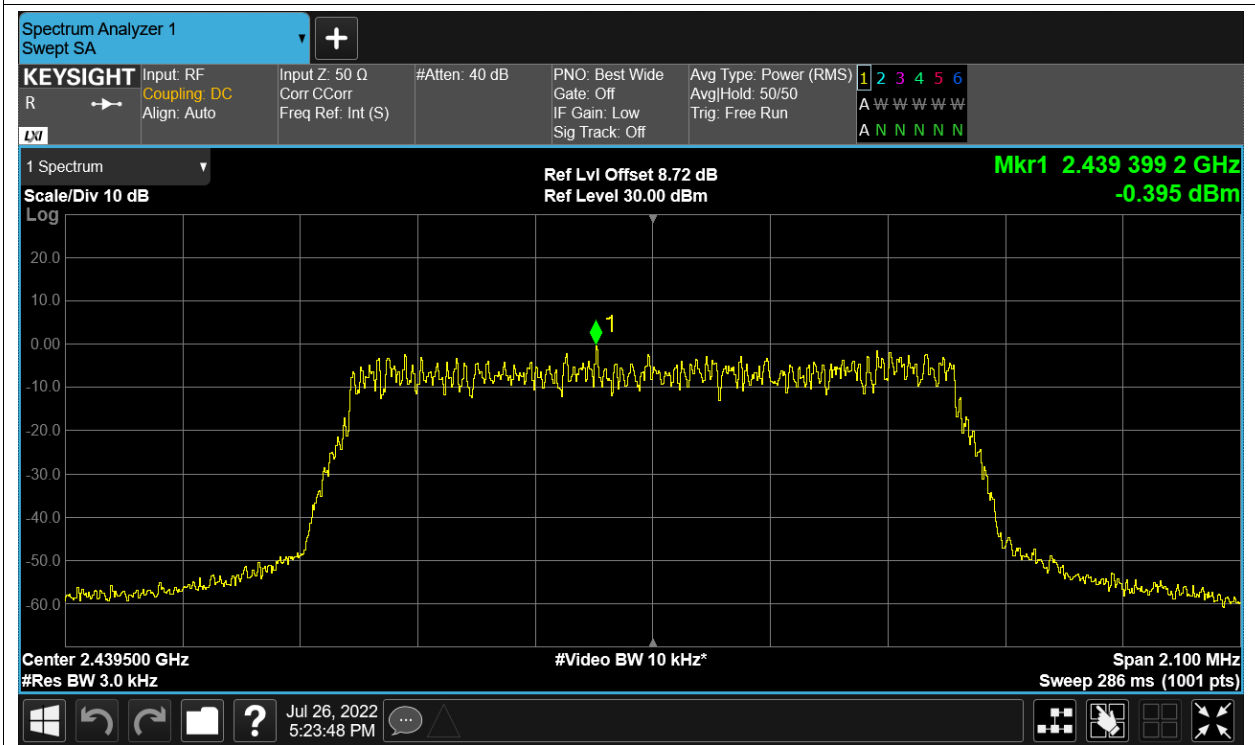 Spectrum Analyzer 1
Swept SA
KEYSIGHT
R
LXI
Input: RF
Coupling: DC
Align: Auto
Input Z: 50 Ω
Corr CCorr
Freq Ref: Int (S)
#Atten: 40 dB
PNO: Best Wide
Gate: Off
IF Gain: Low
Sig Track: Off
Avg Type: Power (RMS)
Avg|Hold: 50/50
Trig: Free Run
1 2 3 4 5 6
A W W W W W
A N N N N N
1 Spectrum
Scale/Div 10 dB
Log
Ref Lvl Offset 8.72 dB
Ref Level 30.00 dBm
Mkr1 2.439 399 2 GHz
-0.395 dBm
20.0
10.0
1
0.00
-10.0
-20.0
-30.0
-40.0
-50.0
-60.0
Center 2.439500 GHz
#Res BW 3.0 kHz
#Video BW 10 kHz*
Span 2.100 MHz
Sweep 286 ms (1001 pts)
?
Jul 26, 2022
5:23:48 PM